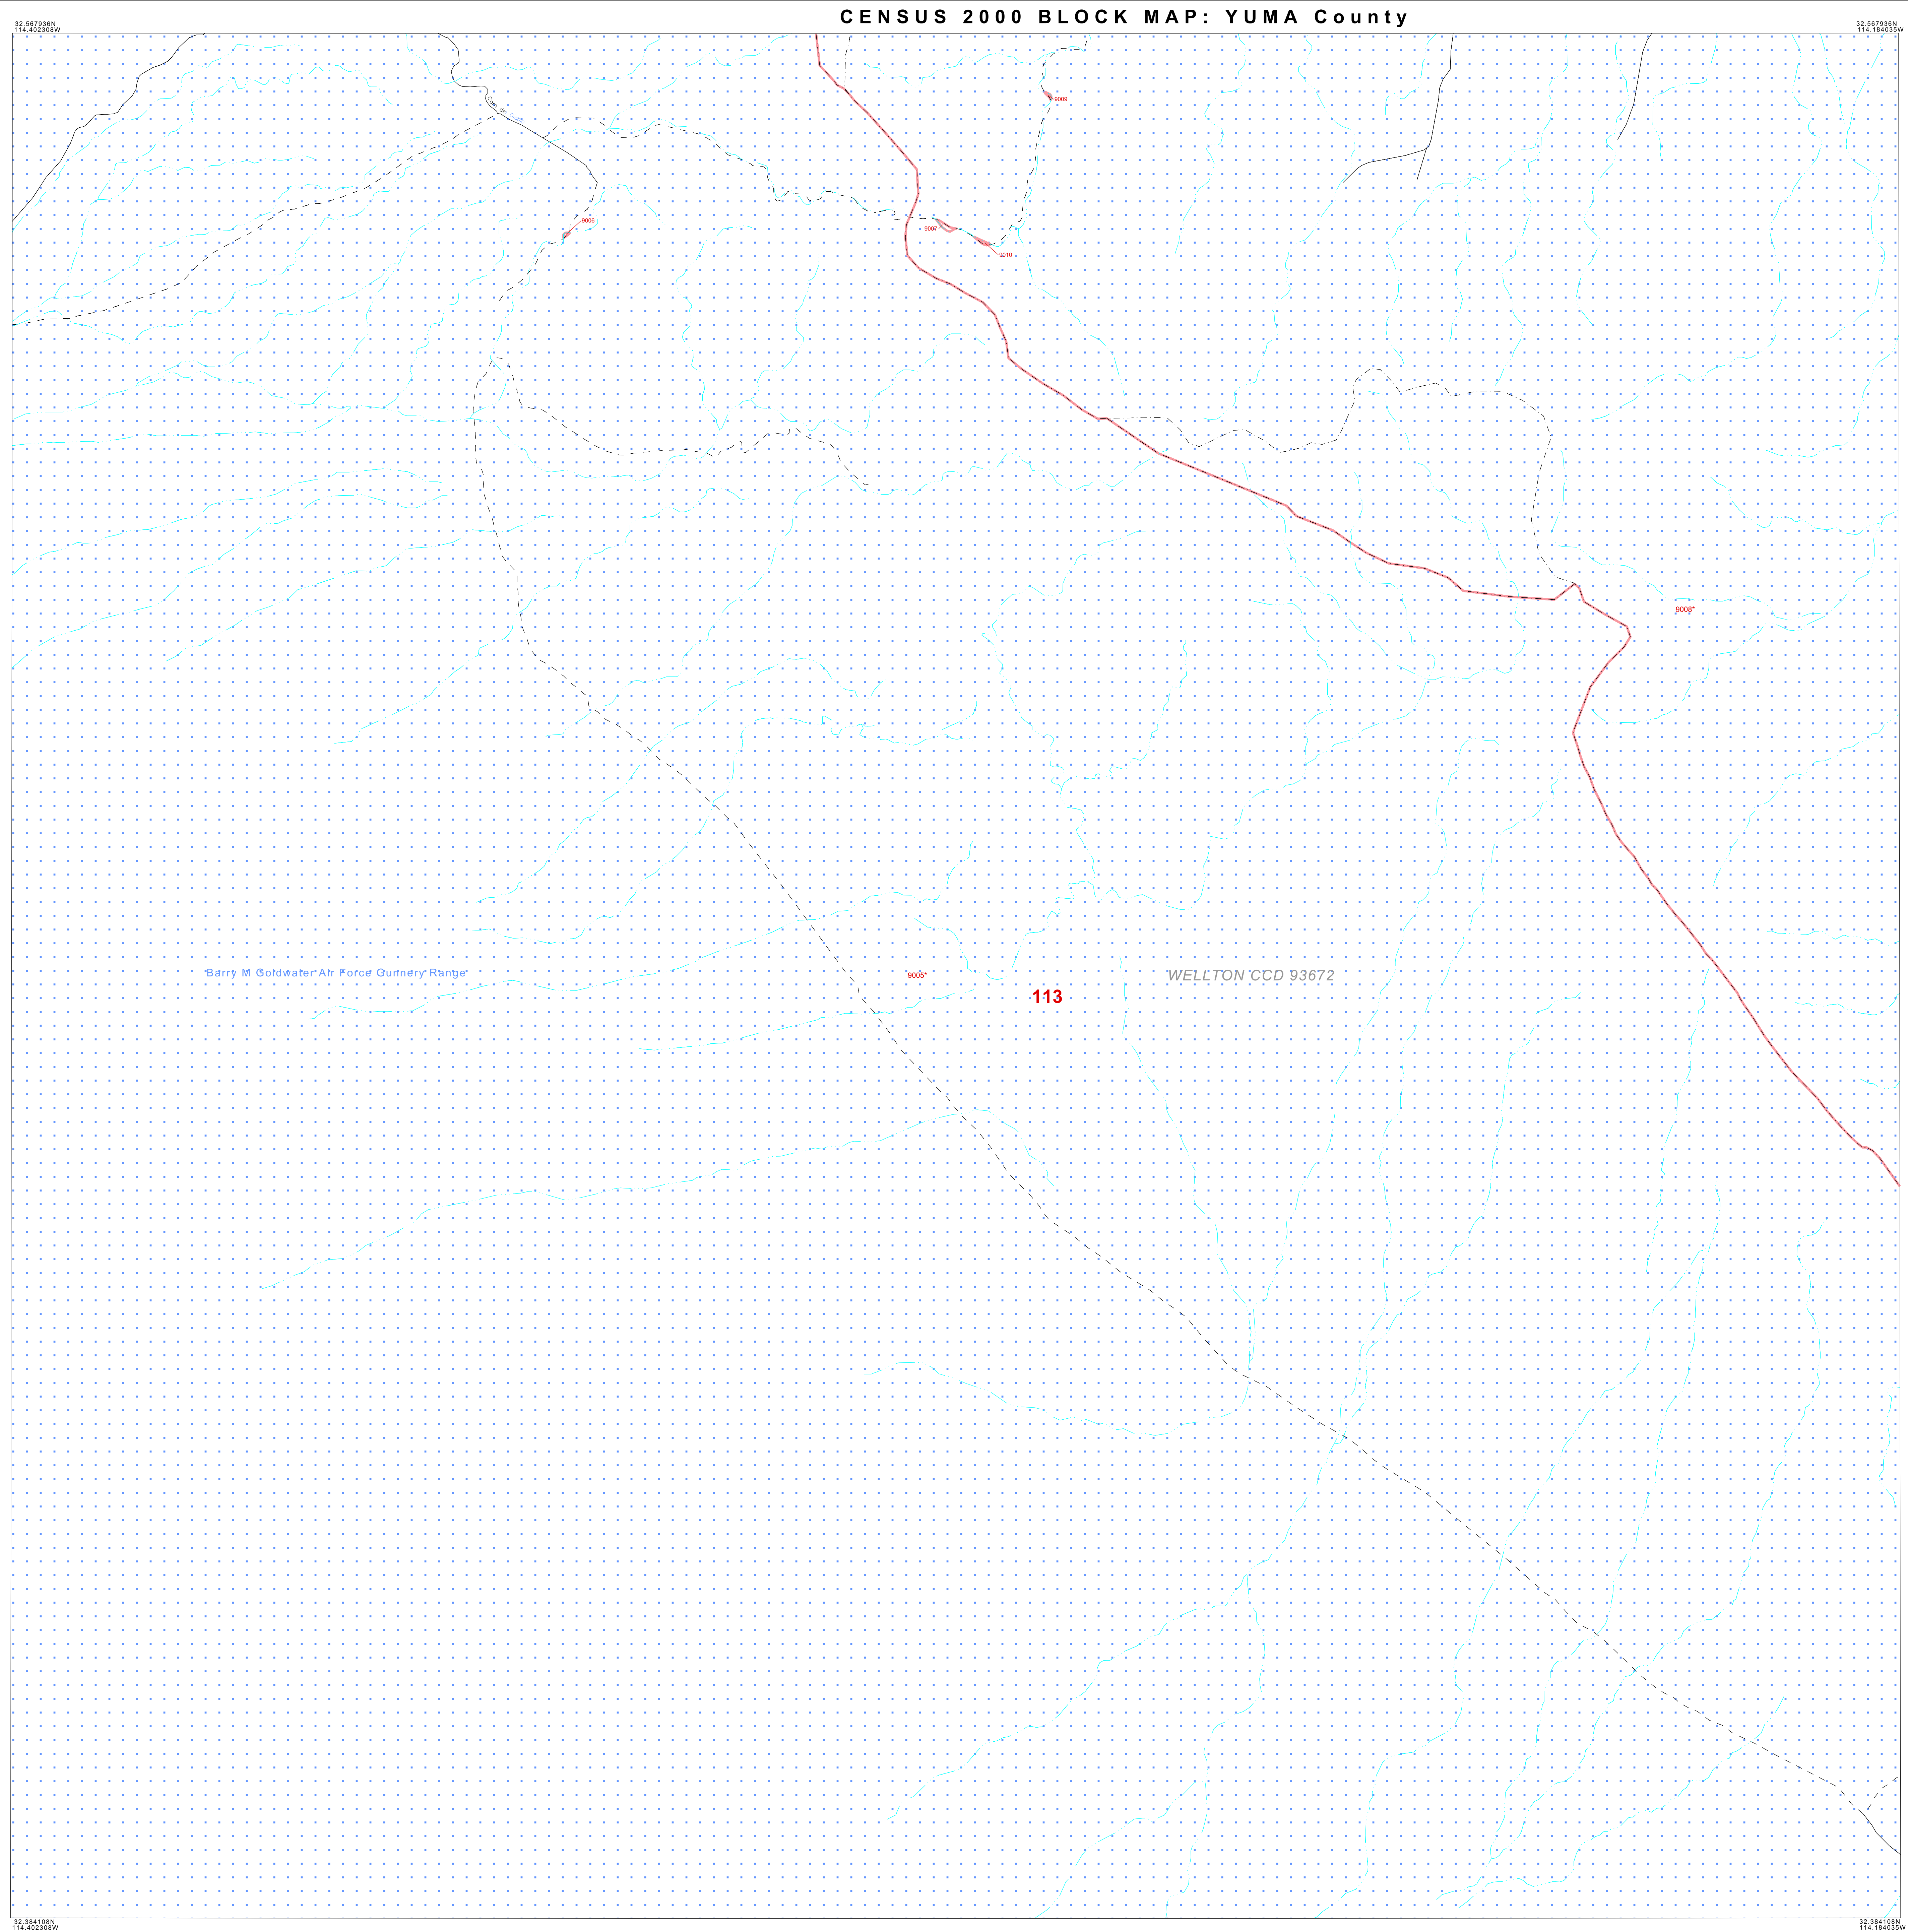 CENSUS 2000 BLOCK MAP: YUMA County
32.567936N
114.402308W
32.567936N
114.184035W
9009
9006
9007
9010
9008*
Barry M Goldwater Air Force Gunnery Range
9005*
WELLTON CCD 93672
113
32.384108N
114.402308W
32.384108N
114.184035W